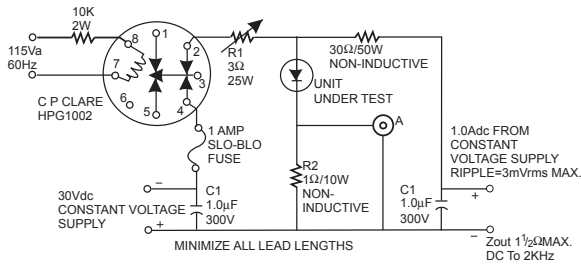 10K
2W
115Va
60Hz
8
1
2
7
3
6
5
4
C P CLARE
HPG1002
R1
3Ω
25W
30Ω/50W
NON-INDUCTIVE
UNIT
UNDER TEST
A
1 AMP
SLO-BLO
FUSE
1.0Adc FROM
CONSTANT
VOLTAGE SUPPLY
RIPPLE=3mVrms MAX.
R2
1Ω/10W
NON-
INDUCTIVE
–
30Vdc
CONSTANT VOLTAGE
SUPPLY
+
C1
1.0µF
300V
C1
1.0µF
300V
+
–
MINIMIZE ALL LEAD LENGTHS
Zout 1 1/2ΩMAX.
DC To 2KHz